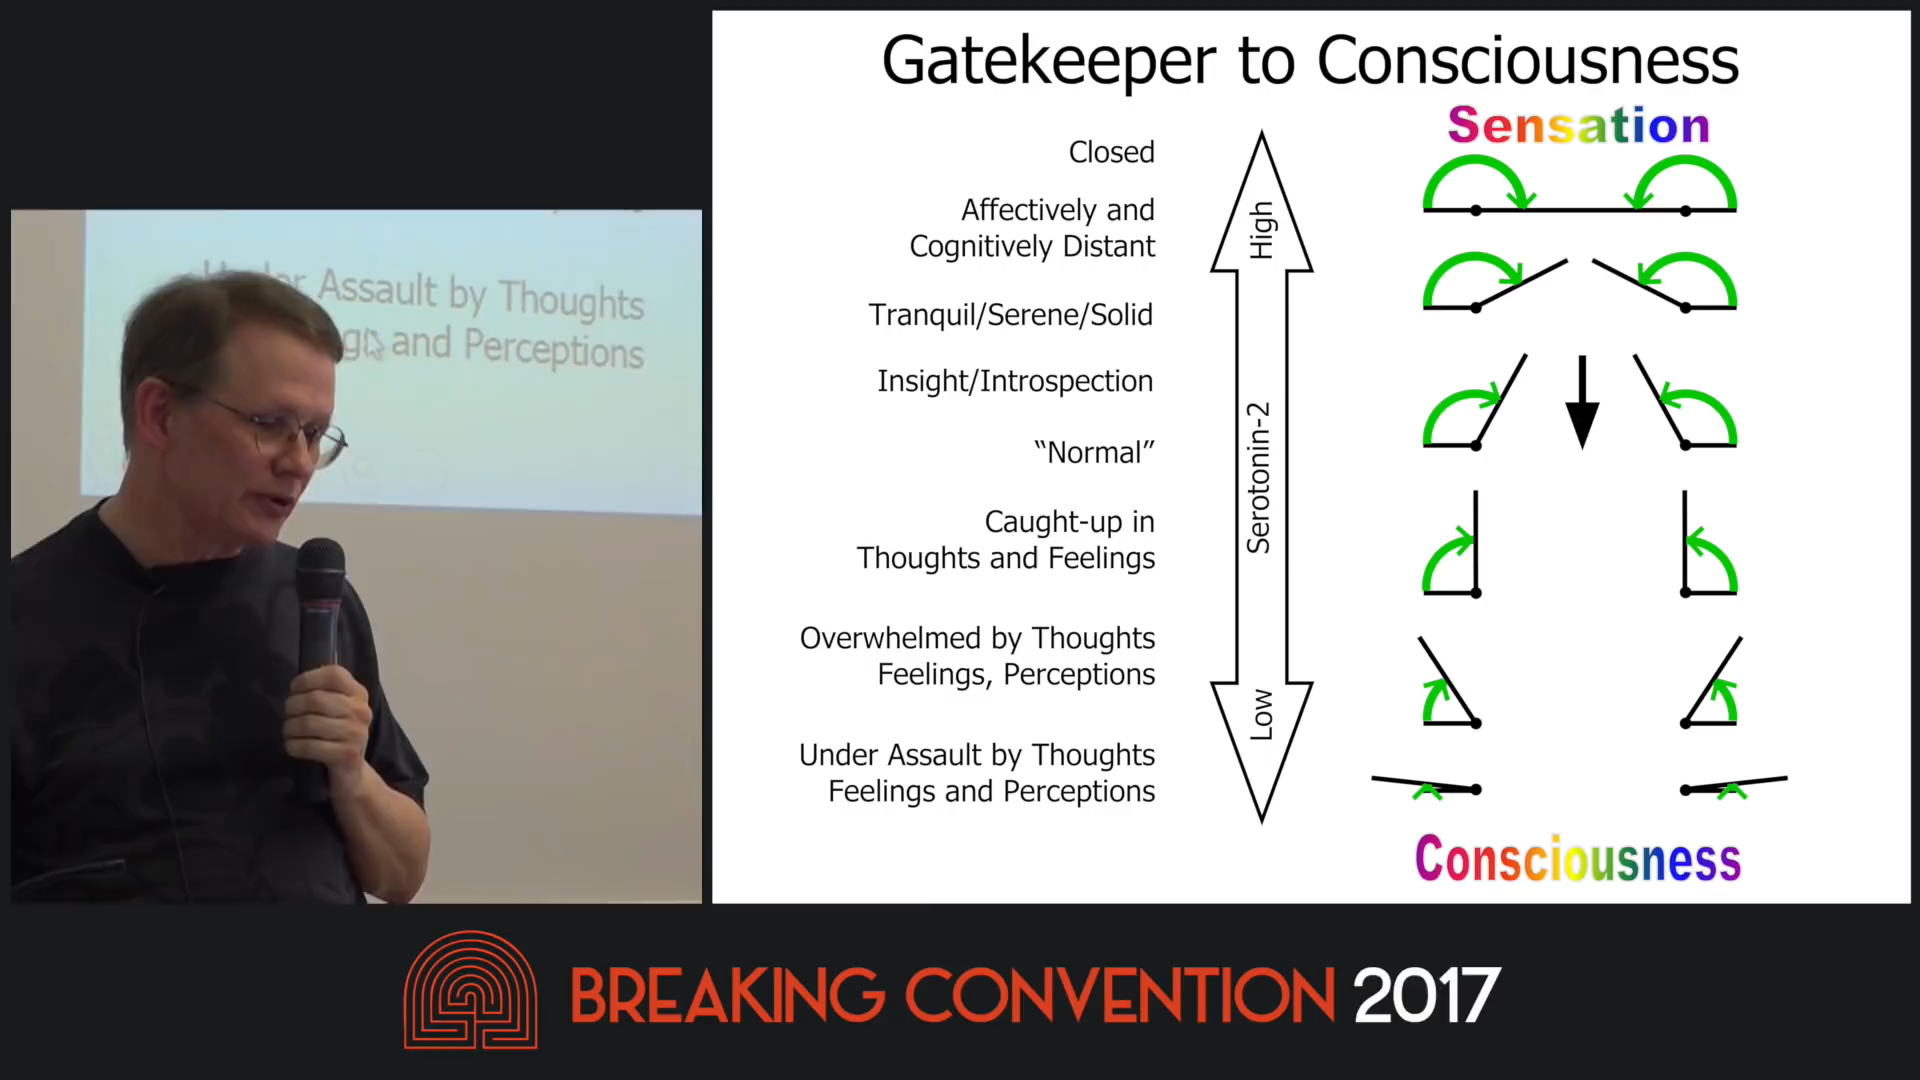 Gatekeeper to Consciousness
Sensation
Closed
Affectively and
Cognitively Distant
Tranquil/Serene/Solid
Insight/Introspection
“Normal”
Caught-up in
Thoughts and Feelings
Overwhelmed by Thoughts
Feelings, Perceptions
Under Assault by Thoughts
Feelings and Perceptions
High
Serotonin-2
Low
Consciousness
Under Assault by Thoughts
and Perceptions
BREAKING CONVENTION 2017